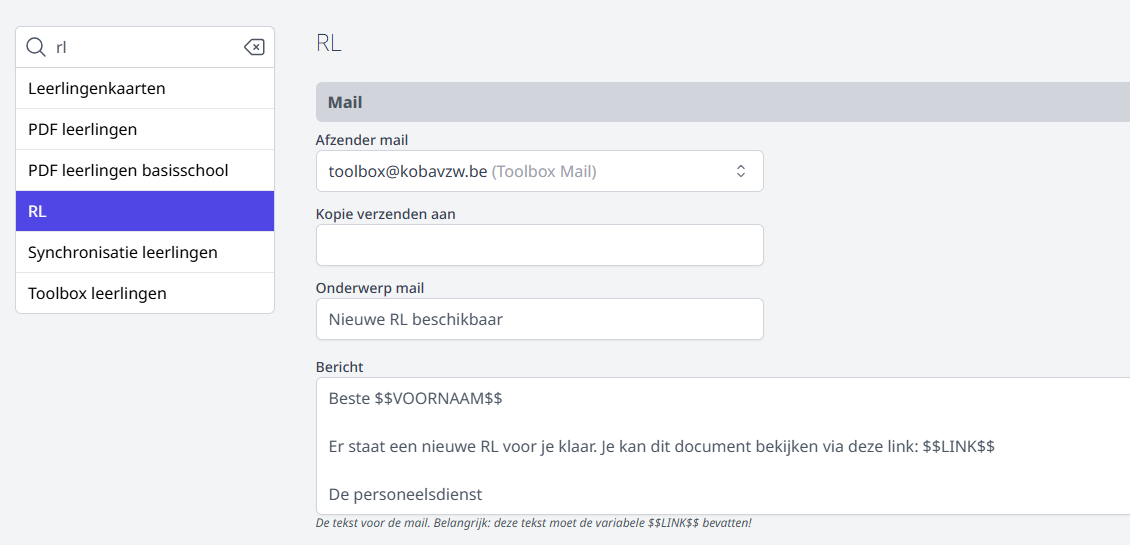 rl
Leerlingenkaarten
PDF leerlingen
PDF leerlingen basisschool
RL
Synchronisatie leerlingen
Toolbox leerlingen
RL
Mail
Afzender mail
toolbox@kobavzw.be (Toolbox Mail)
Kopie verzenden aan
Onderwerp mail
Nieuwe RL beschikbaar
Bericht
Beste $$VOORNAAM$$
Er staat een nieuwe RL voor je klaar. Je kan dit document bekijken via deze link: $$LINK$$
De personeelsdienst
De tekst voor de mail. Belangrijk: deze tekst moet de variabele $$LINK$$ bevatten!